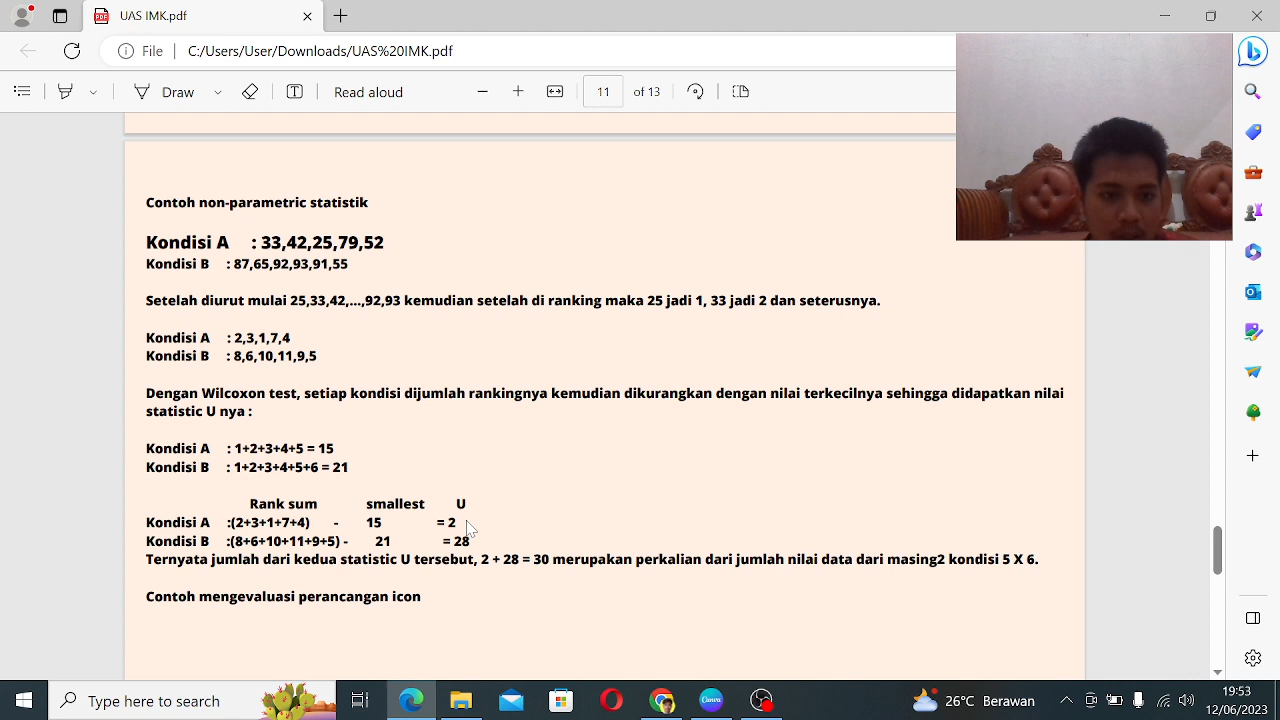 UAS IMK.pdf
File
C:/Users/User/Downloads/UAS%20IMK.pdf
Draw
Read aloud
11 of 13
Contoh non-parametric statistik
Kondisi A : 33,42,25,79,52
Kondisi B : 87,65,92,93,91,55
Setelah diurut mulai 25,33,42,...,92,93 kemudian setelah di ranking maka 25 jadi 1, 33 jadi 2 dan seterusnya.
Kondisi A : 2,3,1,7,4
Kondisi B : 8,6,10,11,9,5
Dengan Wilcoxon test, setiap kondisi dijumlah rankingnya kemudian dikurangkan dengan nilai terkecilnya sehingga didapatkan nilai
statistic U nya :
Kondisi A : 1+2+3+4+5 = 15
Kondisi B : 1+2+3+4+5+6 = 21
Rank sum smallest U
Kondisi A :(2+3+1+7+4) - 15 = 2
Kondisi B :(8+6+10+11+9+5) - 21 = 28
Ternyata jumlah dari kedua statistic U tersebut, 2 + 28 = 30 merupakan perkalian dari jumlah nilai data dari masing2 kondisi 5 X 6.
Contoh mengevaluasi perancangan icon
Type here to search
26°C Berawan
19:53
12/06/2023